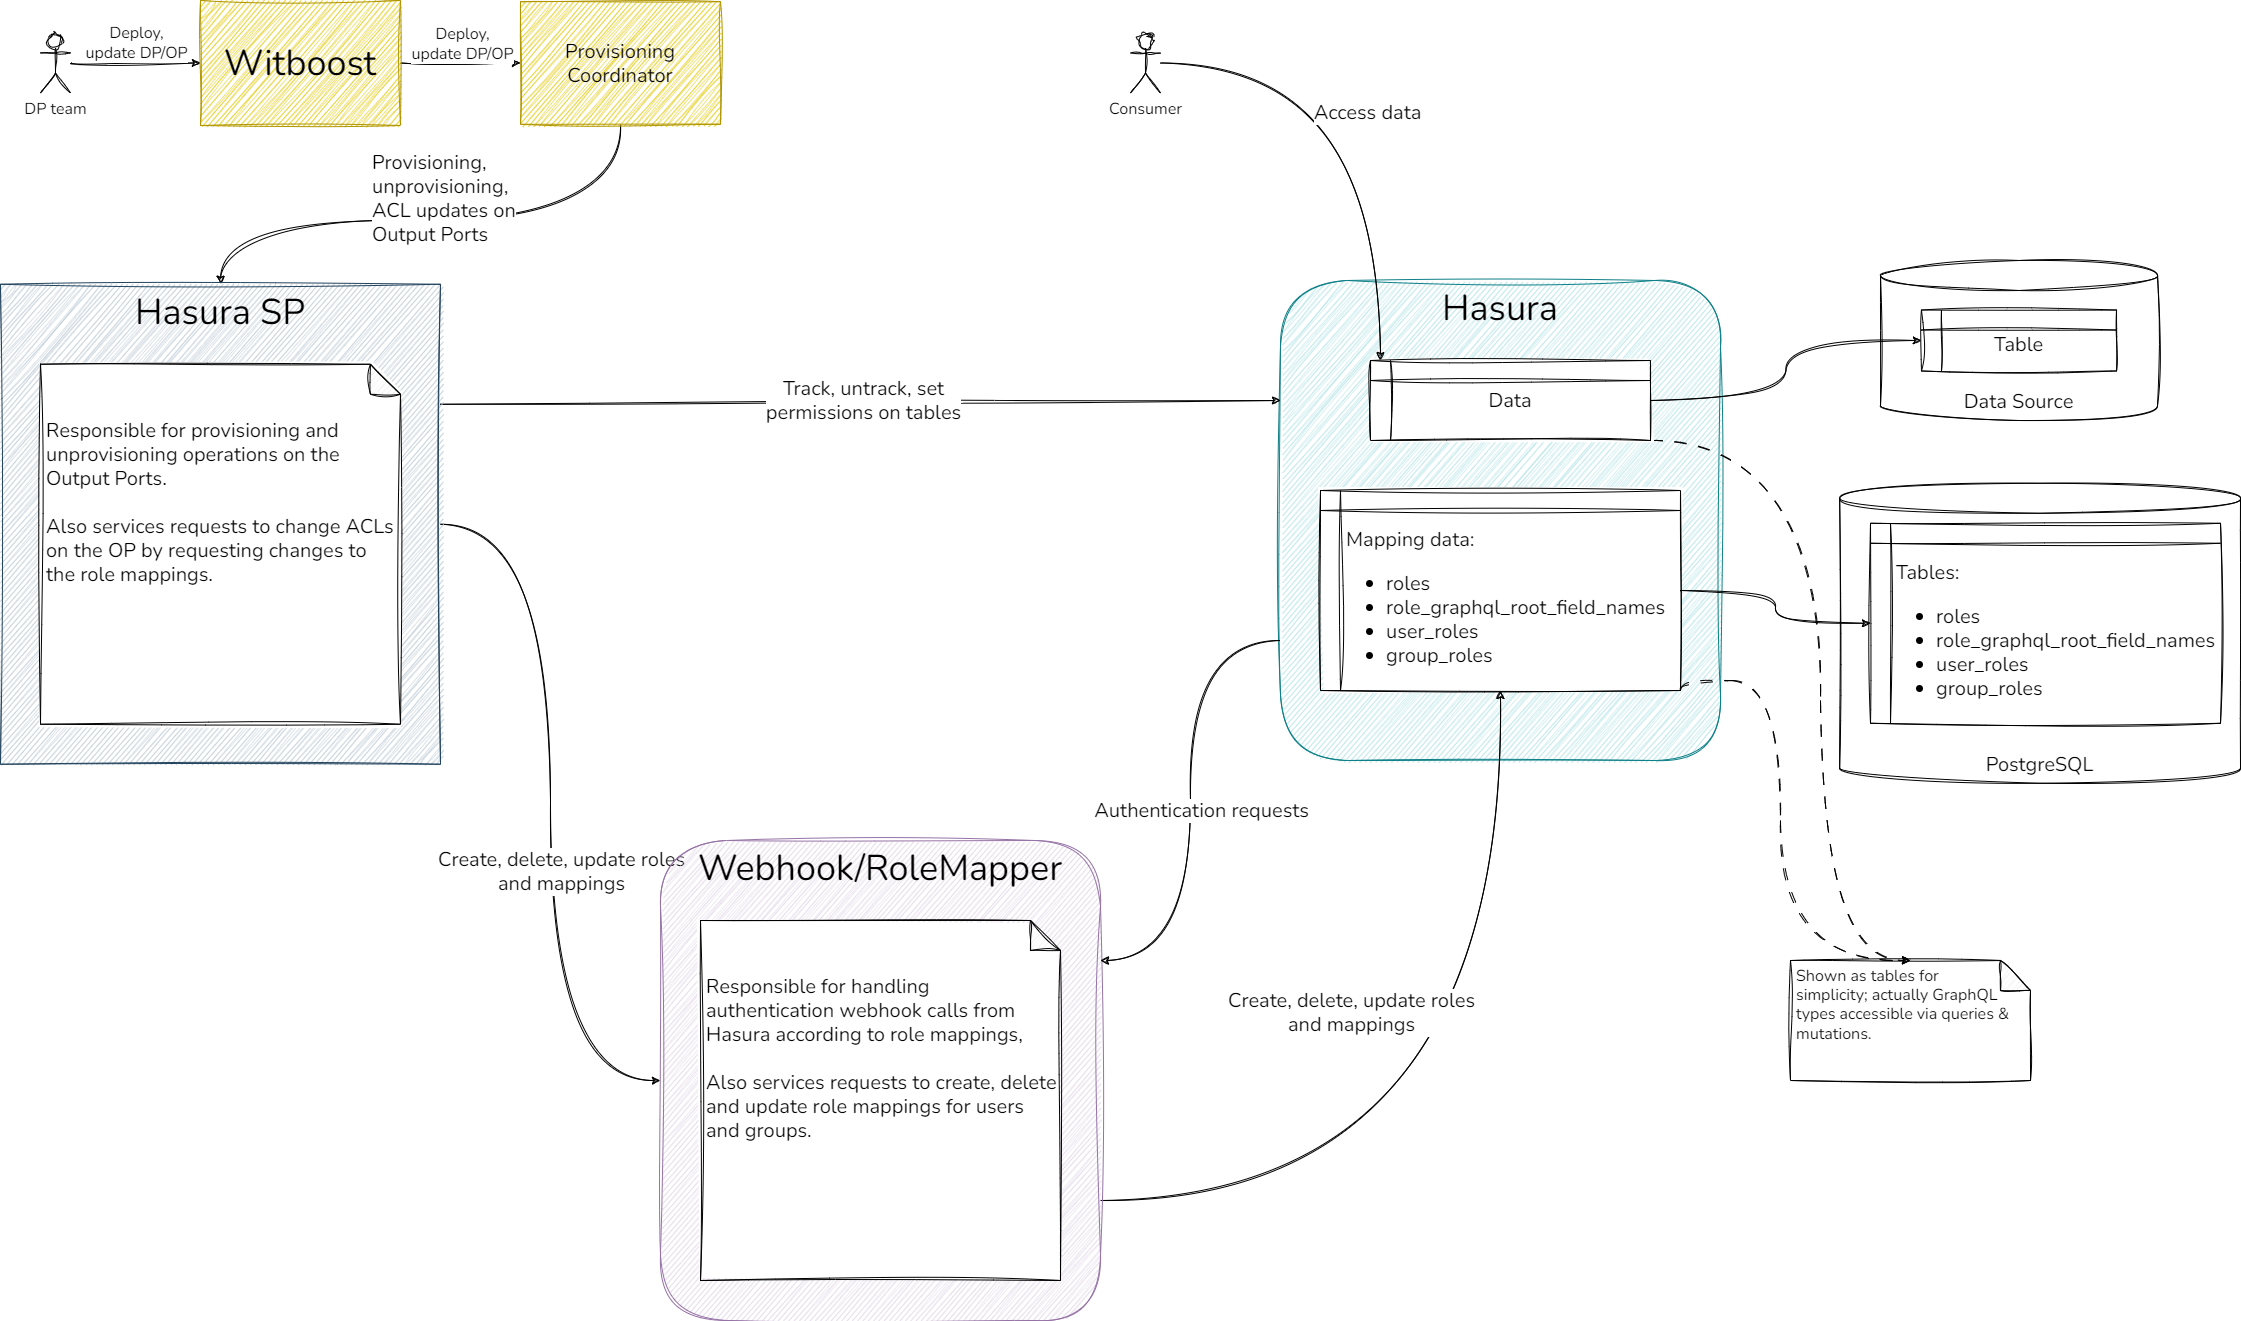 Deploy,
update DP/OP
DP team
Witboost
Deploy,
update DP/OP
Provisioning
Coordinator
Consumer
Access data
Provisioning,
unprovisioning,
ACL updates on
Output Ports
Hasura SP
Responsible for provisioning and
unprovisioning operations on the
Output Ports.
Also services requests to change ACLs
on the OP by requesting changes to
the role mappings.
Track, untrack, set
permissions on tables
Hasura
Data
Mapping data:
• roles
• role_graphql_root_field_names
• user_roles
• group_roles
Table
Data Source
Tables:
• roles
• role_graphql_root_field_names
• user_roles
• group_roles
PostgreSQL
Authentication requests
Create, delete, update roles
and mappings
Webhook/RoleMapper
Responsible for handling
authentication webhook calls from
Hasura according to role mappings,
Also services requests to create, delete
and update role mappings for users
and groups.
Create, delete, update roles
and mappings
Shown as tables for
simplicity; actually GraphQL
types accessible via queries &
mutations.